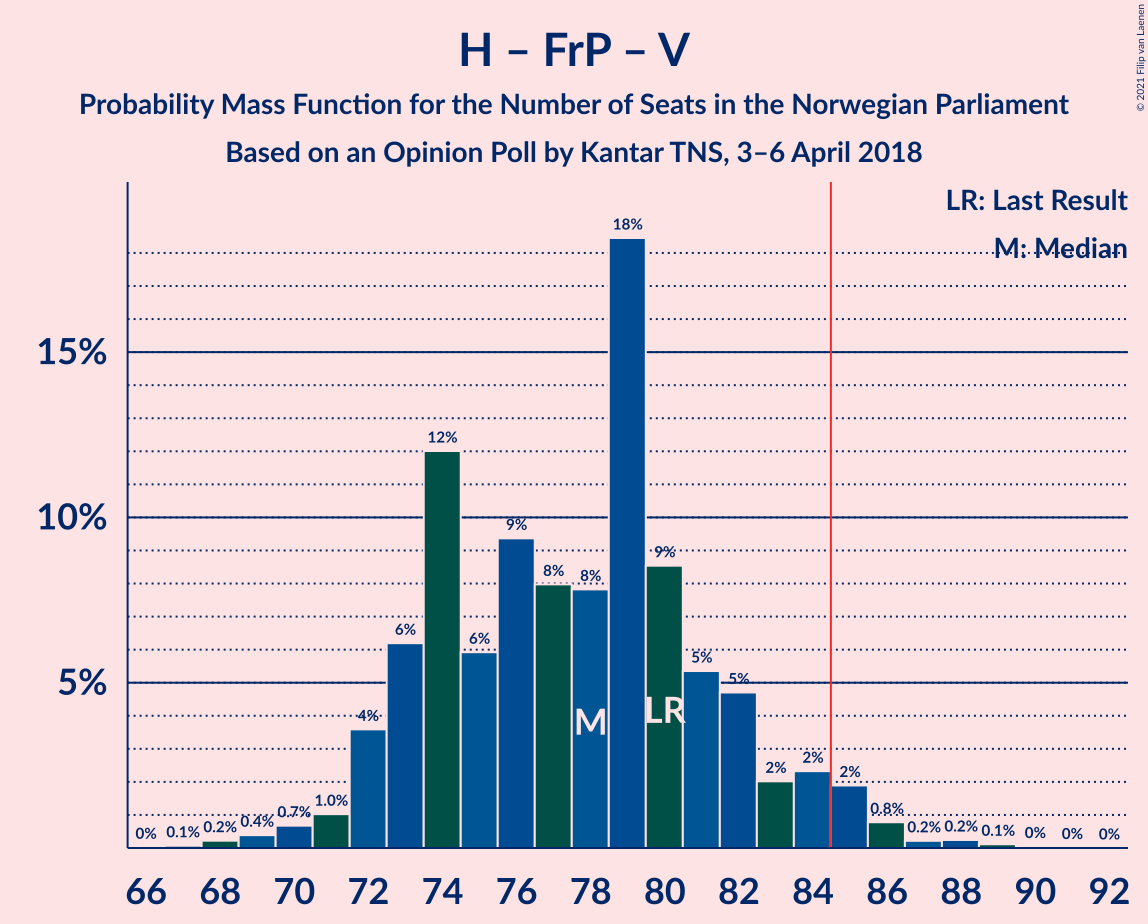 H – FrP – V
Probability Mass Function for the Number of Seats in the Norwegian Parliament
Based on an Opinion Poll by Kantar TNS, 3–6 April 2018
© 2021 Filip van Laenen
LR: Last Result
M: Median
15%
10%
5%
0% 0.1% 0.2% 0.4% 0.7% 1.0% 4% 6% 12% 6% 9% 8% 8% 18% 9% 5% 5% 2% 2% 2% 0.8% 0.2% 0.2% 0.1% 0% 0% 0%
M LR
66 68 70 72 74 76 78 80 82 84 86 88 90 92